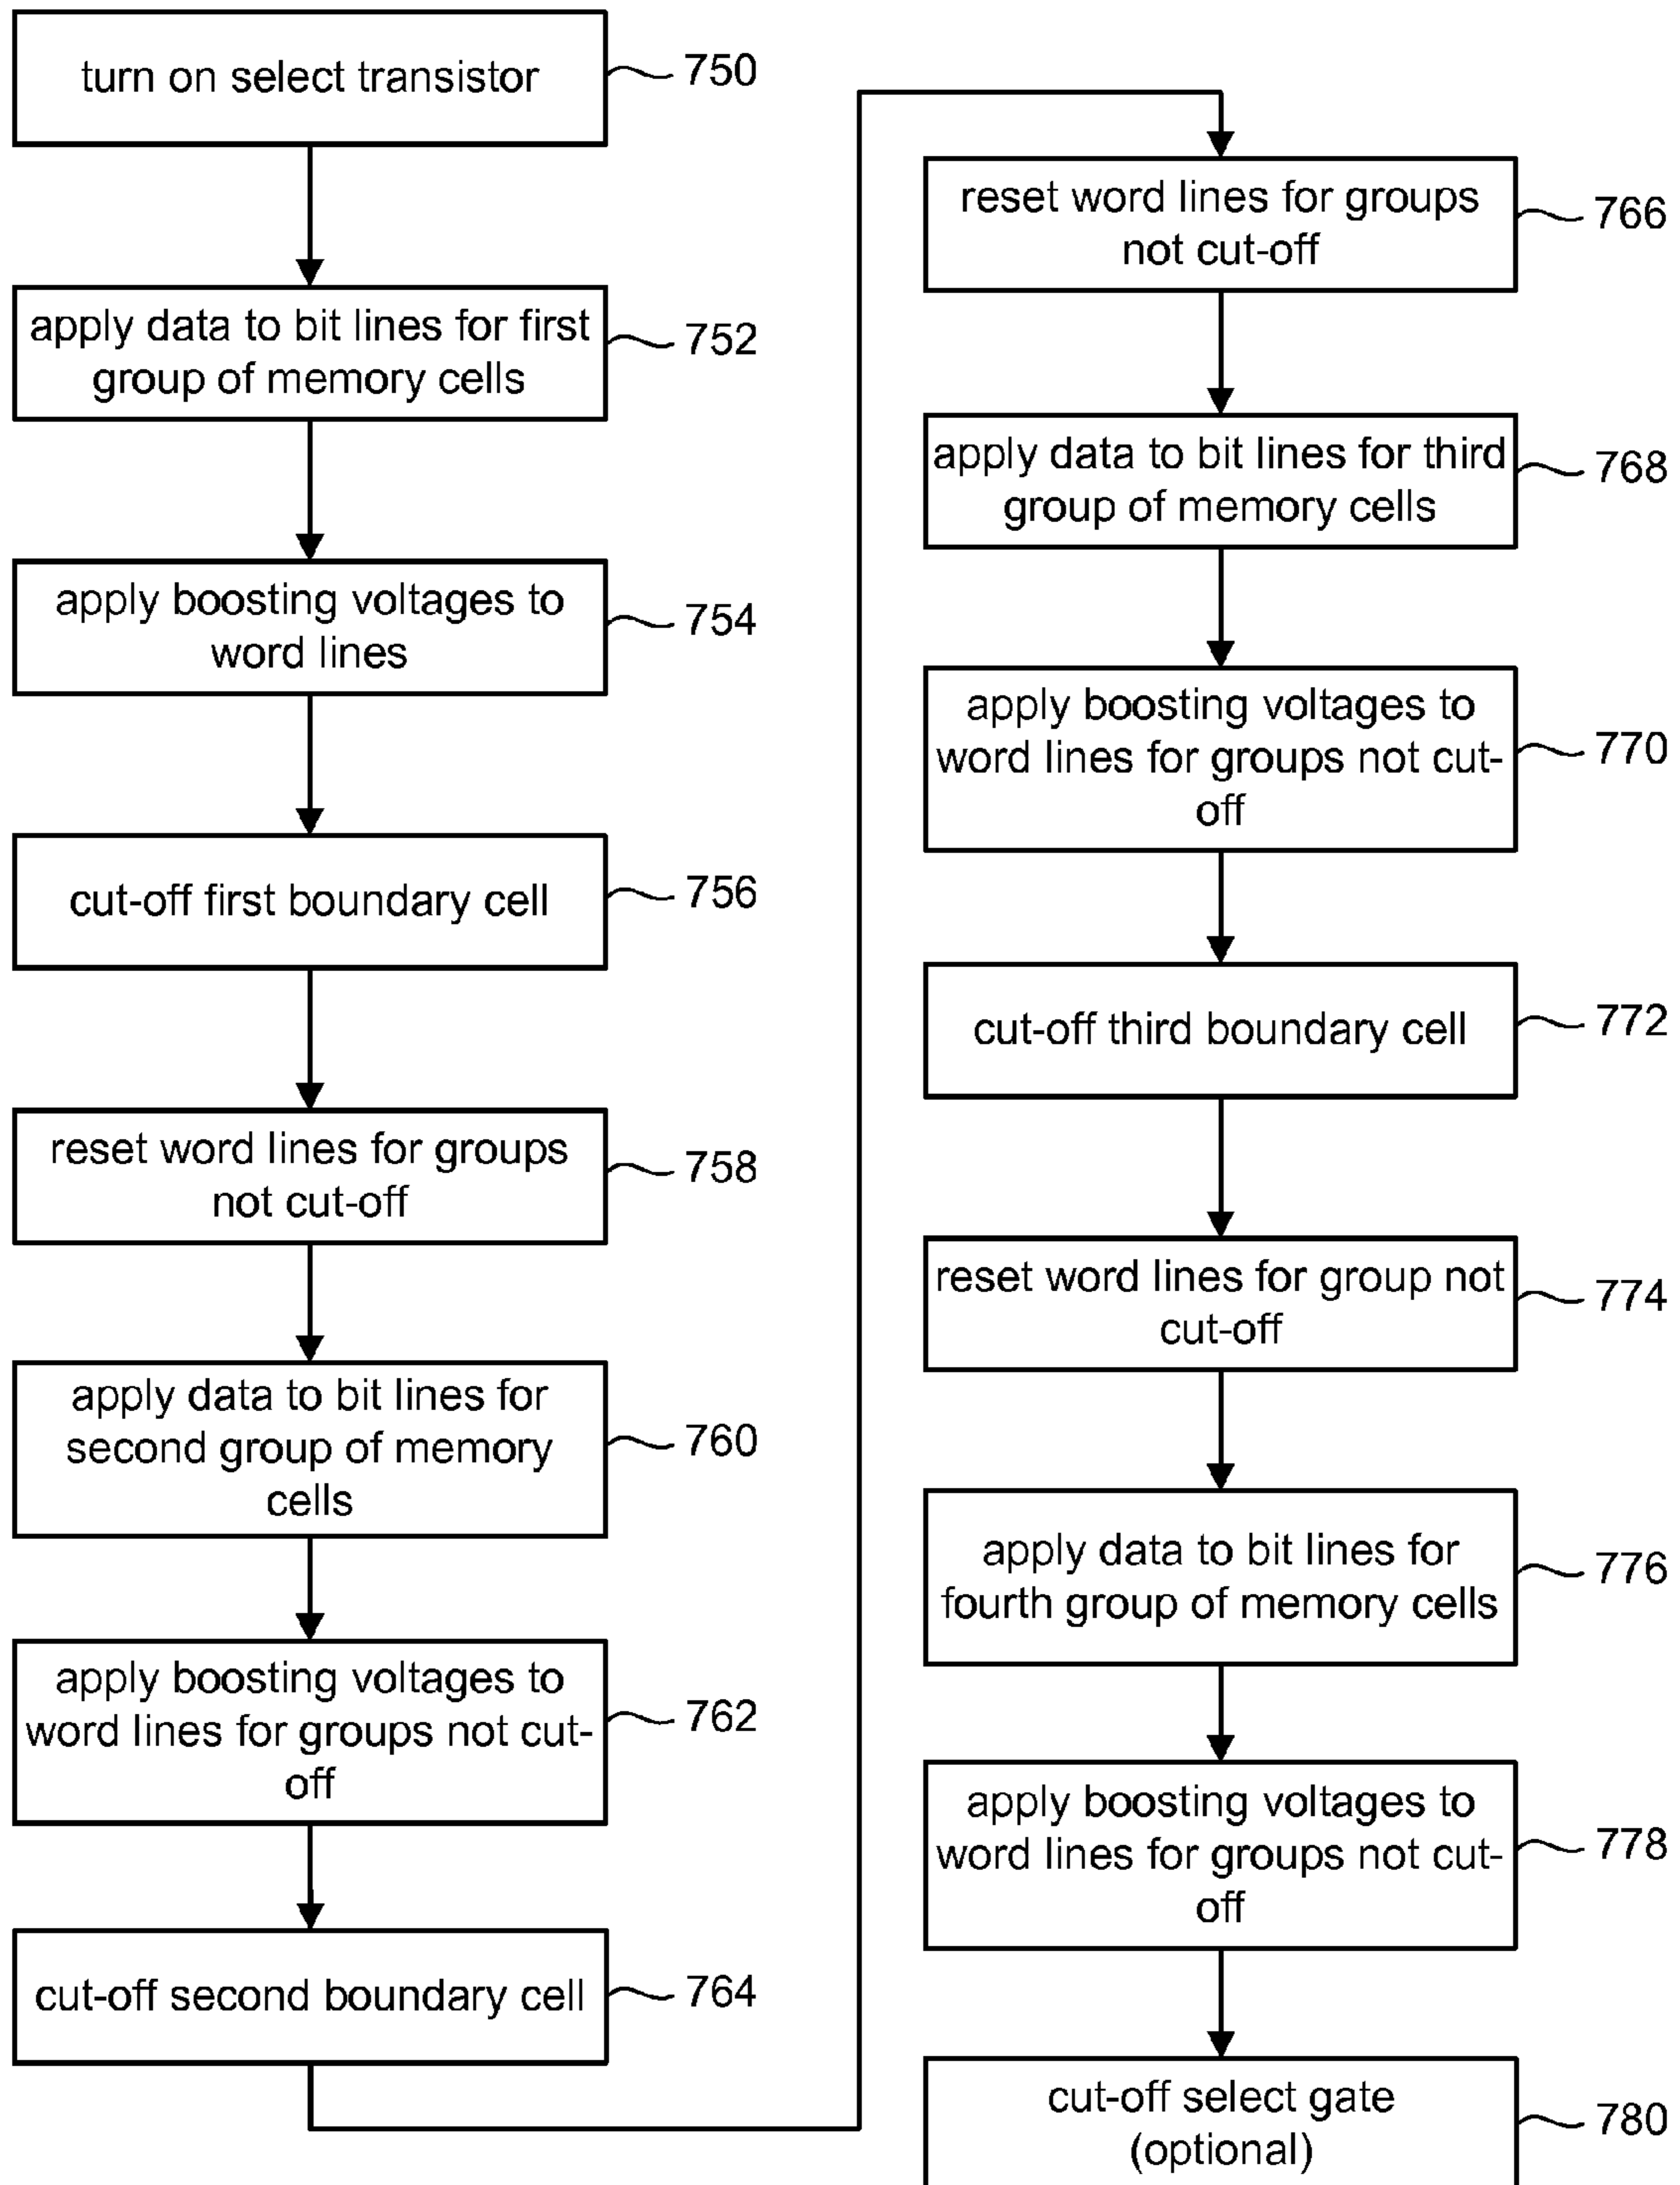 turn on select transistor
750
apply data to bit lines for first
group of memory cells
752
apply boosting voltages to
word lines
754
cut-off first boundary cell
756
reset word lines for groups
not cut-off
758
apply data to bit lines for
second group of memory
cells
760
apply boosting voltages to
word lines for groups not cut-
off
762
cut-off second boundary cell
764
reset word lines for groups
not cut-off
766
apply data to bit lines for third
group of memory cells
768
apply boosting voltages to
word lines for groups not cut-
off
770
cut-off third boundary cell
772
reset word lines for group not
cut-off
774
apply data to bit lines for
fourth group of memory cells
776
apply boosting voltages to
word lines for groups not cut-
off
778
cut-off select gate
(optional)
780